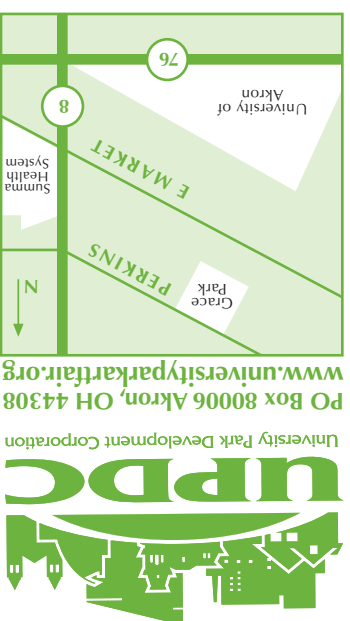 UPDC
University Park Development Corporation
PO Box 80006 Akron, OH 44308
www.universityparkartfair.org
Grace
Park
N
PERKINS
Summa
Health
System
E MARKET
University of
Akron
8
76